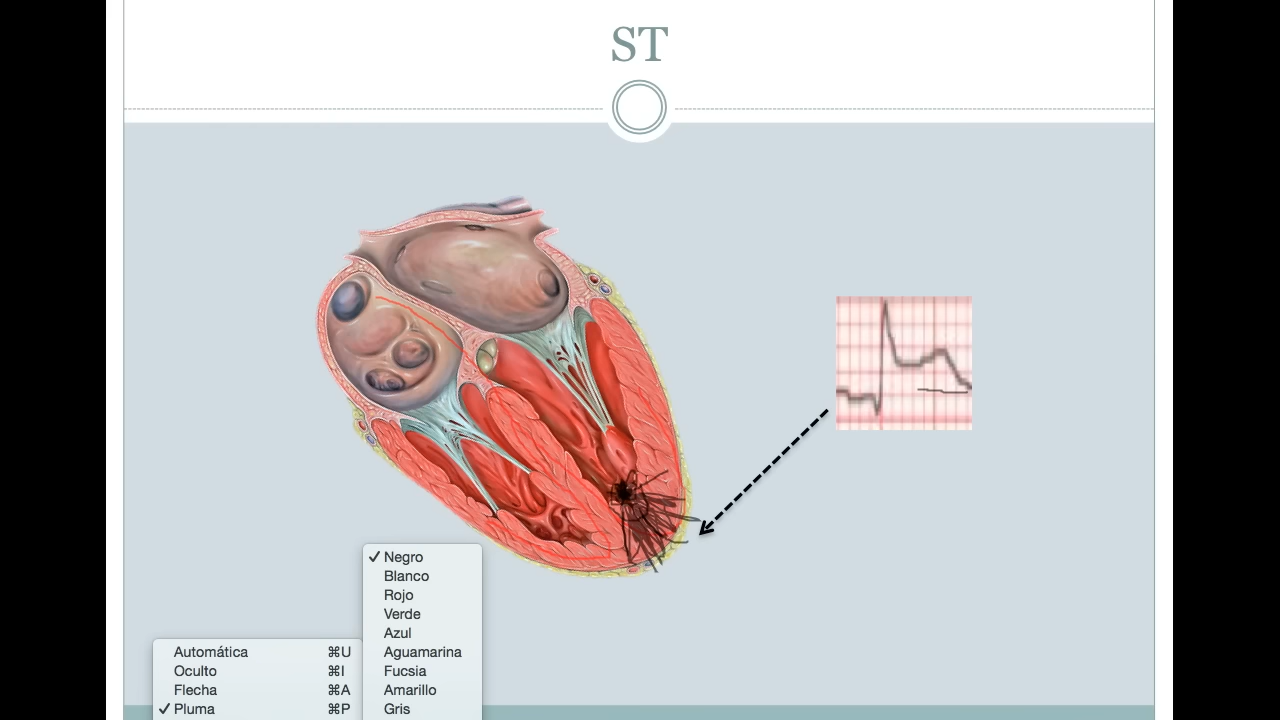 ST
Negro
Blanco
Rojo
Verde
Azul
Aguamarina
Fucsia
Amarillo
Gris
Automática ⌘U
Oculto ⌘I
Flecha ⌘A
Pluma ⌘P